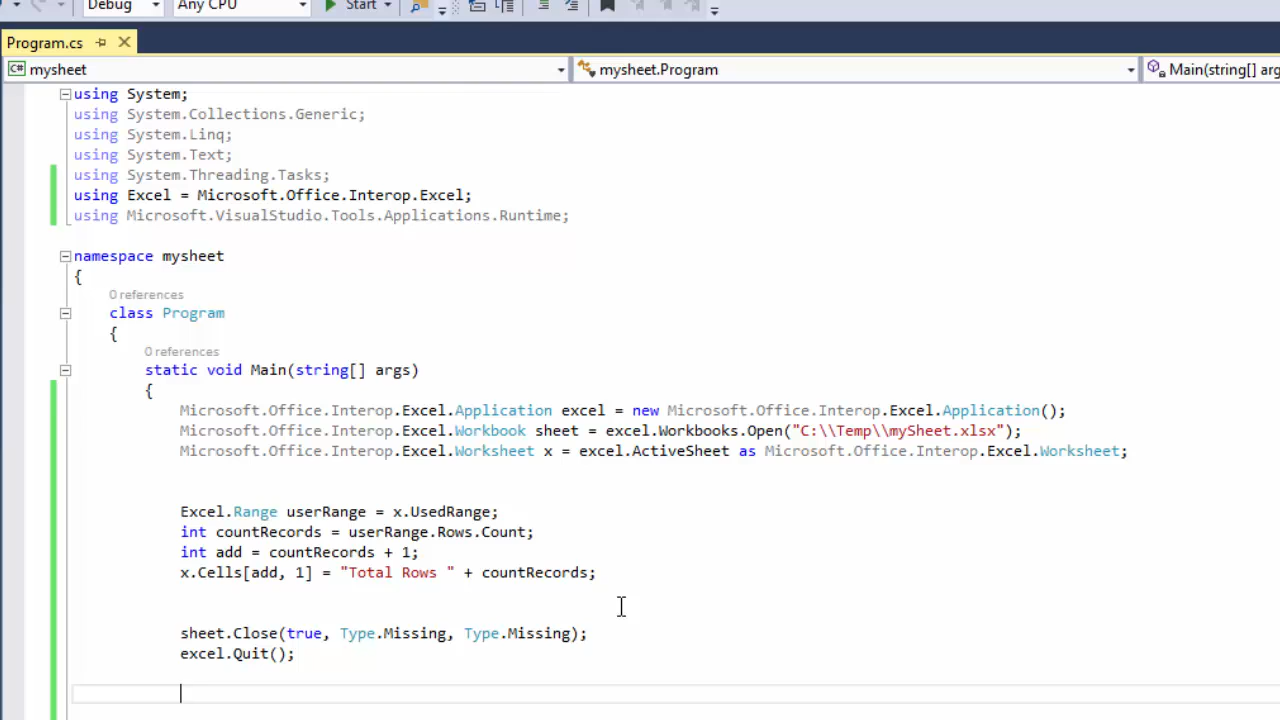 Debug Any CPU Start
Program.cs
C# mysheet mysheet.Program Main(string[] arg
using System;
using System.Collections.Generic;
using System.Linq;
using System.Text;
using System.Threading.Tasks;
using Excel = Microsoft.Office.Interop.Excel;
using Microsoft.VisualStudio.Tools.Applications.Runtime;
namespace mysheet
{
0 references
class Program
{
0 references
static void Main(string[] args)
{
Microsoft.Office.Interop.Excel.Application excel = new Microsoft.Office.Interop.Excel.Application();
Microsoft.Office.Interop.Excel.Workbook sheet = excel.Workbooks.Open("C:\\Temp\\mySheet.xlsx");
Microsoft.Office.Interop.Excel.Worksheet x = excel.ActiveSheet as Microsoft.Office.Interop.Excel.Worksheet;
Excel.Range userRange = x.UsedRange;
int countRecords = userRange.Rows.Count;
int add = countRecords + 1;
x.Cells[add, 1] = "Total Rows " + countRecords;
sheet.Close(true, Type.Missing, Type.Missing);
excel.Quit();